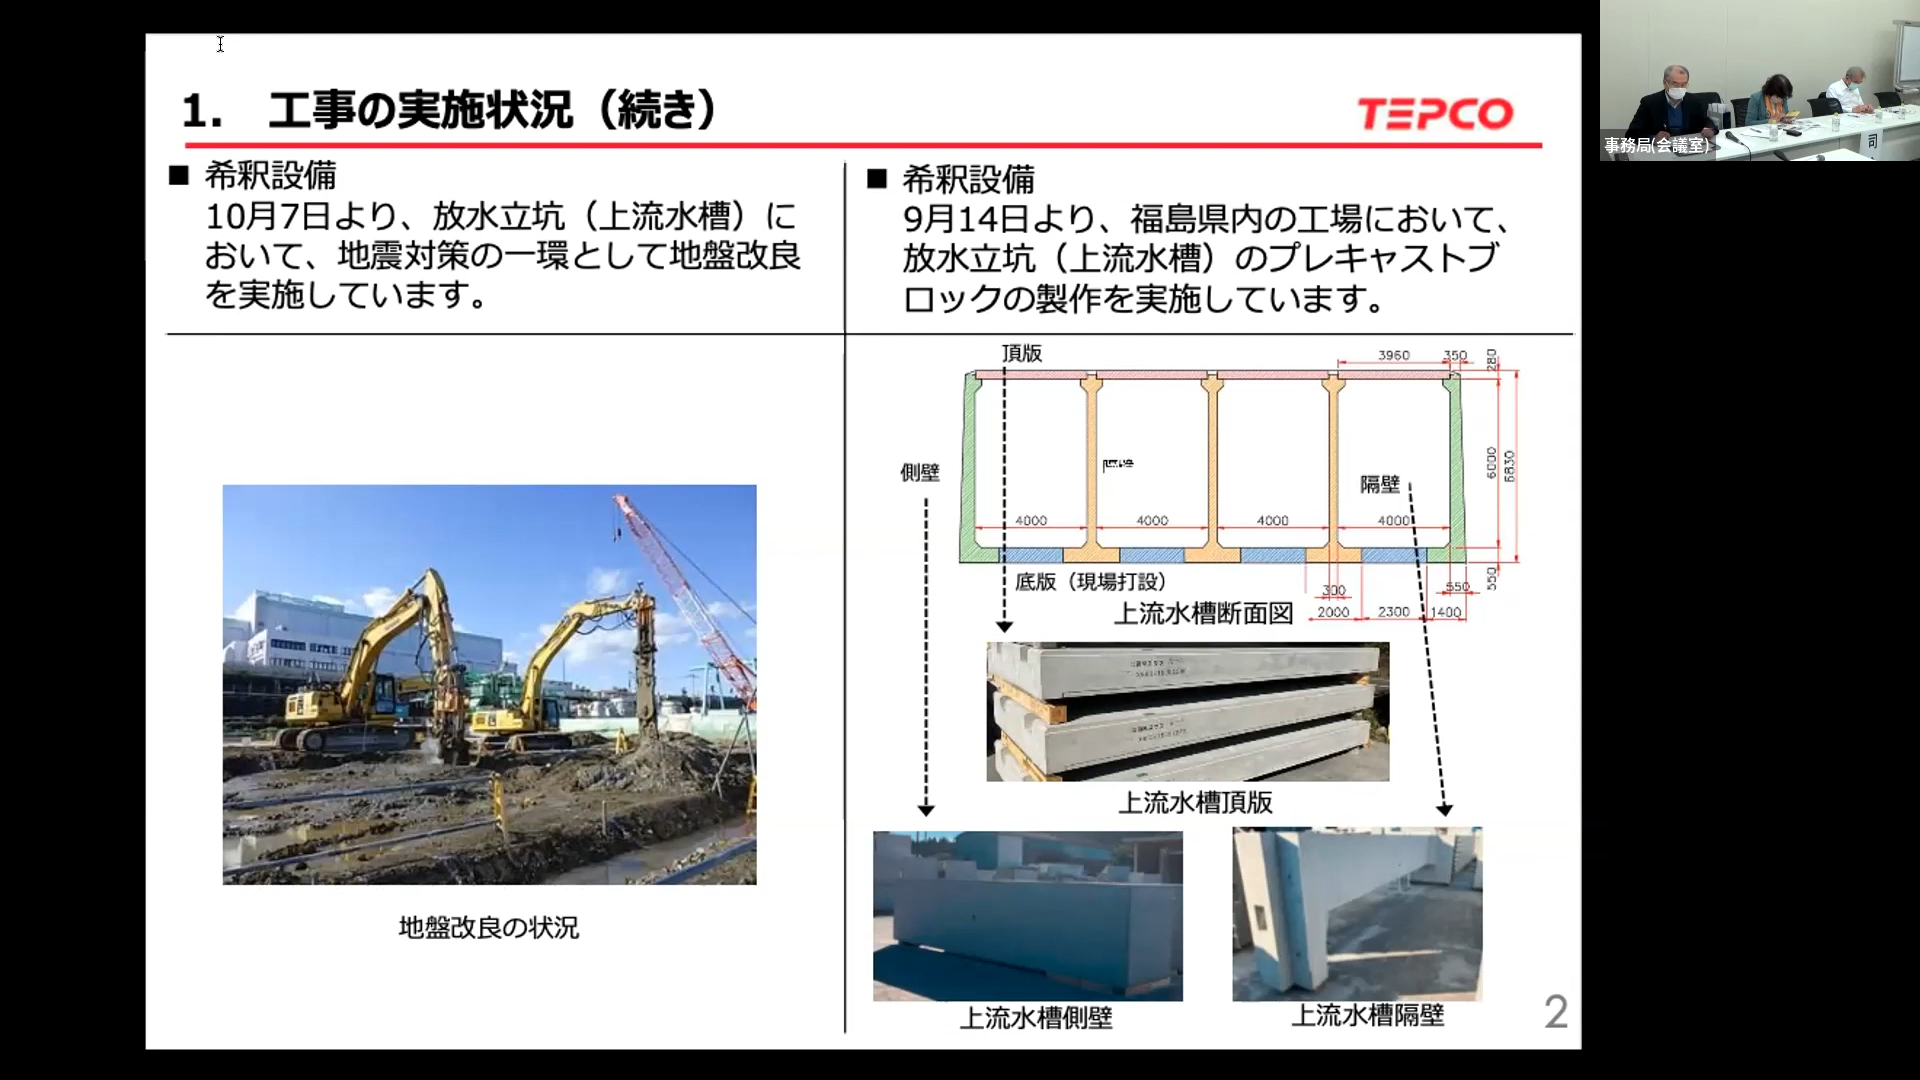 1. 工事の実施状況（続き）
TEPCO
■ 希釈設備
10月7日より、放水立坑（上流水槽）に
おいて、地震対策の一環として地盤改良
を実施しています。
地盤改良の状況
■ 希釈設備
9月14日より、福島県内の工場において、
放水立坑（上流水槽）のプレキャストブ
ロックの製作を実施しています。
頂版
3960 350 280
側壁
隔壁
6000 6830
4000 4000 4000 4000
底版（現場打設）
300 550 550
上流水槽断面図
2000 2300 1400
上流水槽頂版
上流水槽側壁
上流水槽隔壁
2
事務局(会議室)
司